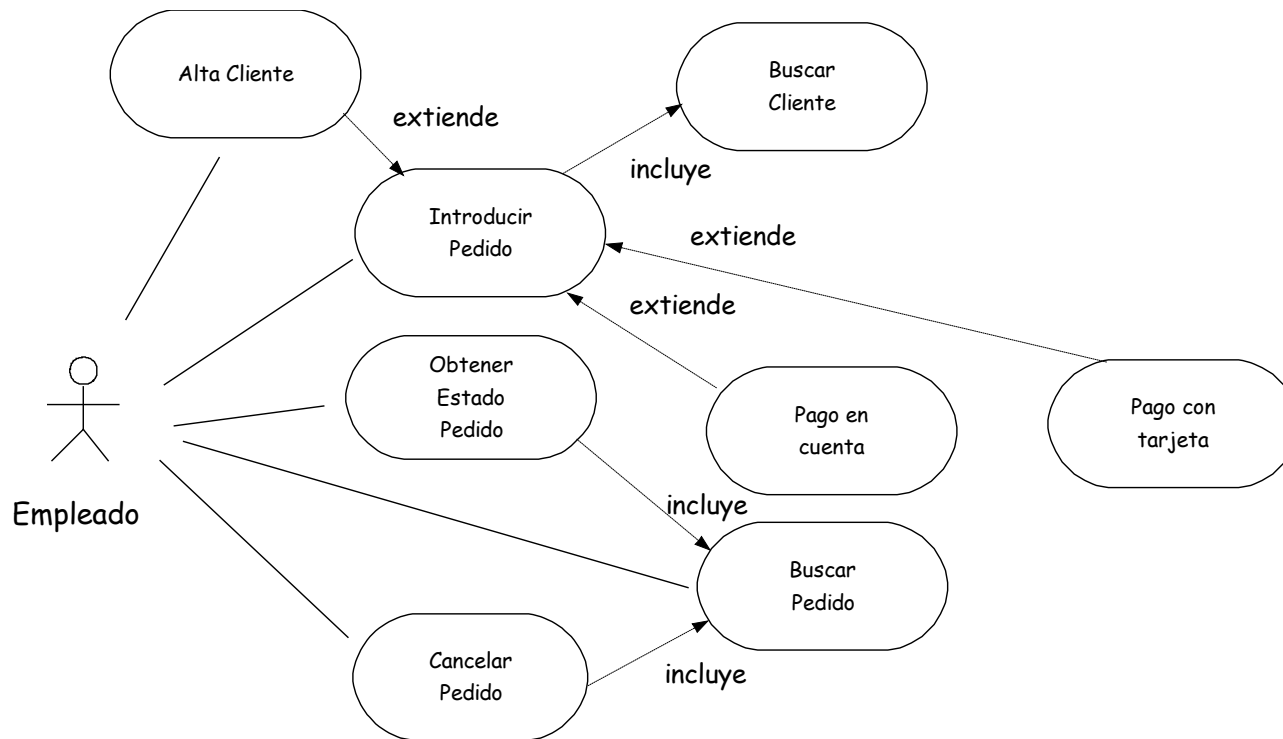 Alta Cliente
Buscar
Cliente
extiende
incluye
Introducir
Pedido
extiende
extiende
Obtener
Estado
Pedido
Pago en
cuenta
Pago con
tarjeta
Empleado
incluye
Buscar
Pedido
Cancelar
Pedido
incluye